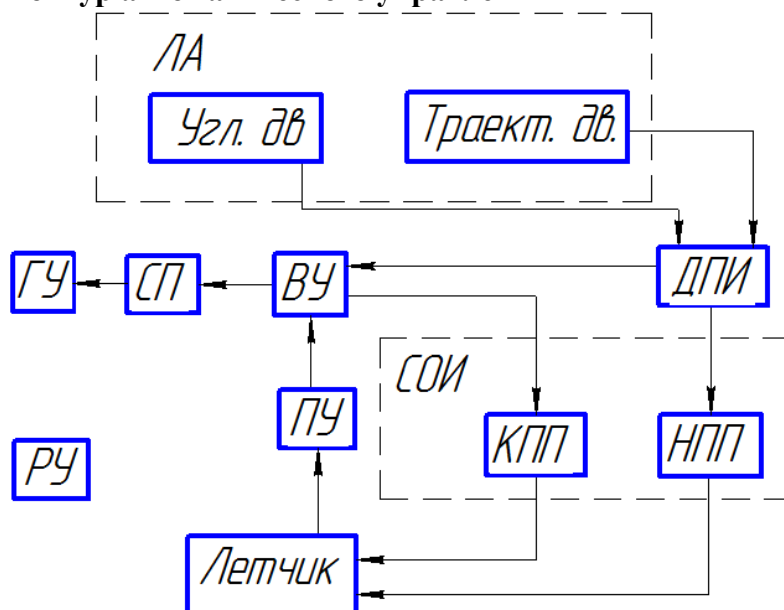 ЛА
Угл. дв
Траект. дв.
ГУ
СП
ВУ
ДПИ
СОИ
ПУ
КПП
НПП
РУ
Летчик